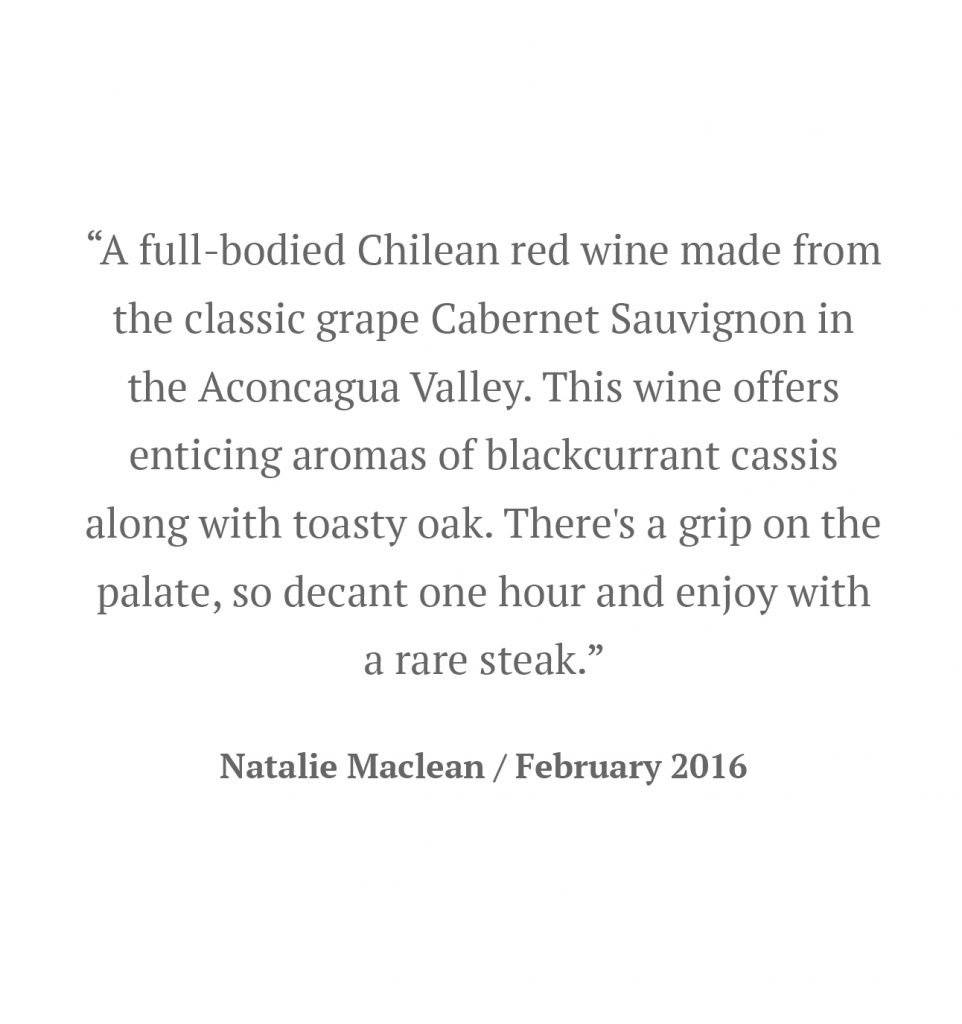 “A full-bodied Chilean red wine made from
the classic grape Cabernet Sauvignon in
the Aconcagua Valley. This wine offers
enticing aromas of blackcurrant cassis
along with toasty oak. There's a grip on the
palate, so decant one hour and enjoy with
a rare steak.”
Natalie Maclean / February 2016